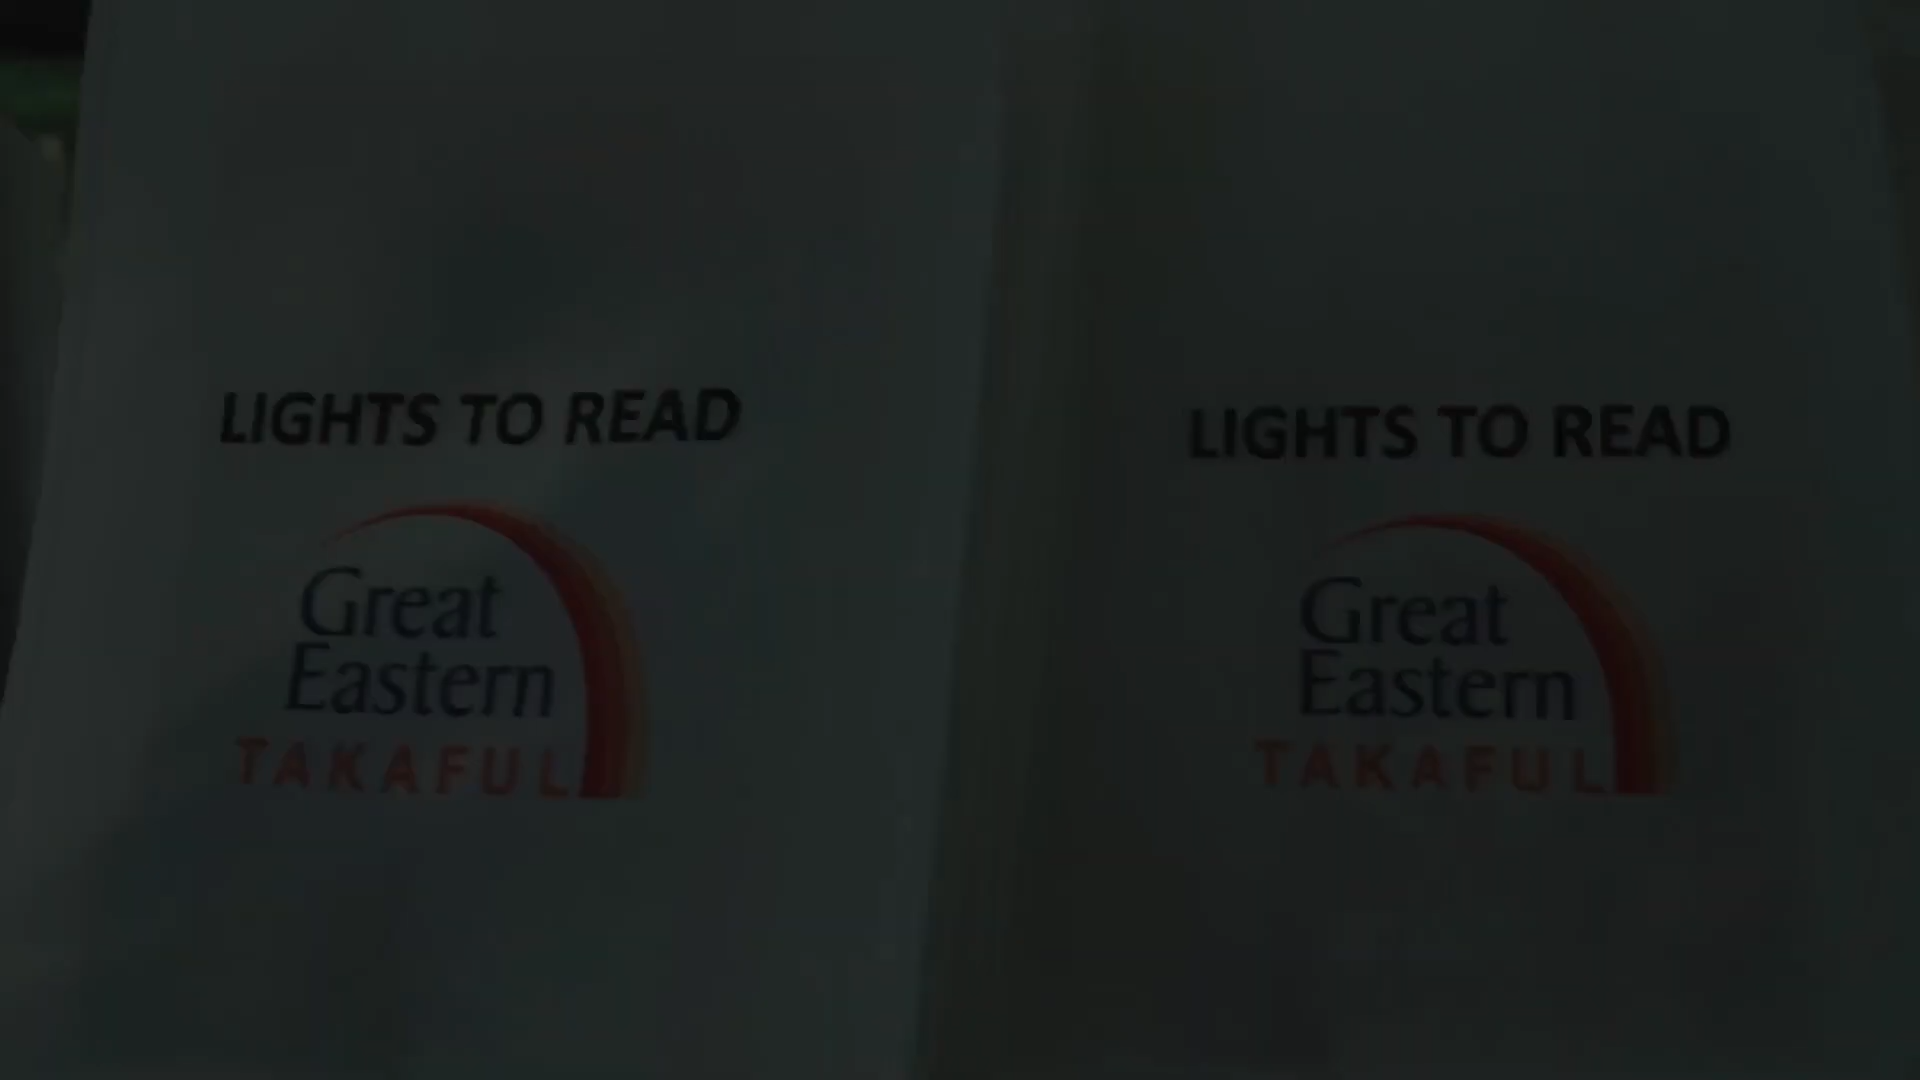 LIGHTS TO READ
Great
Eastern
TAKAFUL
LIGHTS TO READ
Great
Eastern
TAKAFUL